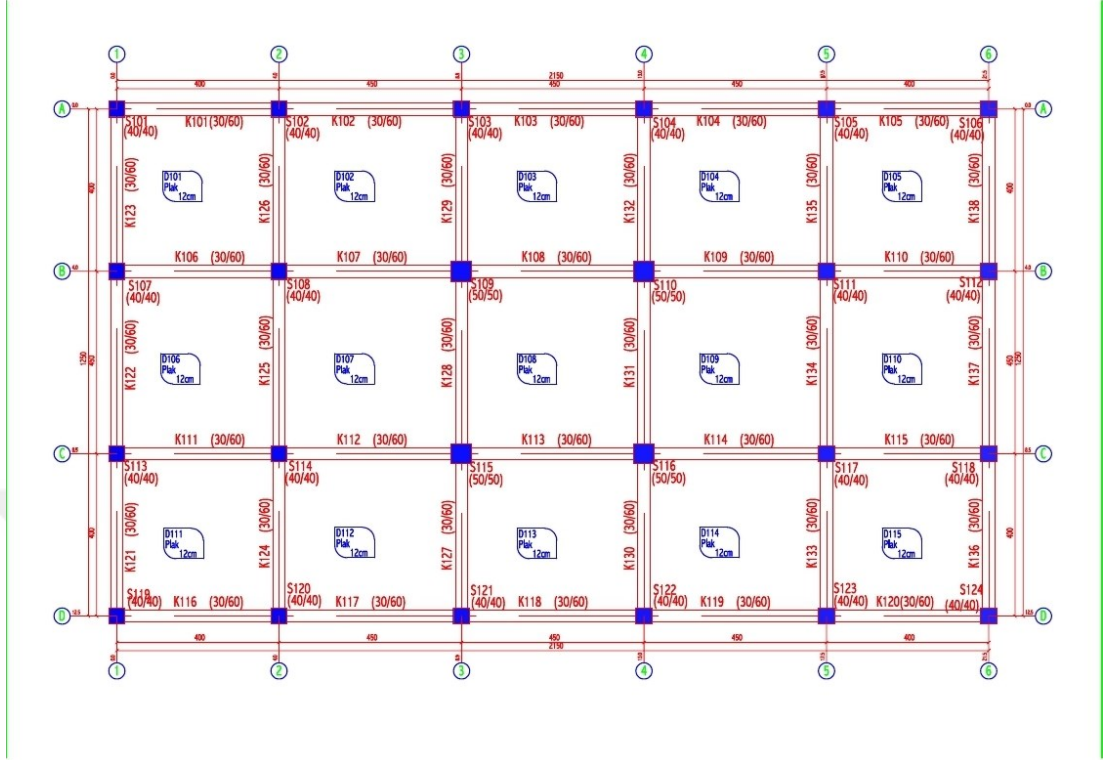 1 2 3 4 5 6
2150
400 450 450 450 400
A A
S101 K101(30/60) S102 K102 (30/60) S103 K103 (30/60) S104 K104 (30/60) S105 K105 (30/60) S106
(40/40) (40/40) (40/40) (40/40) (40/40) (40/40)
K123 (30/60) K126 (30/60) K129 (30/60) K132 (30/60) K135 (30/60) K138 (30/60)
400 400
D101 D102 D103 D104 D105
Plak Plak Plak Plak Plak
12cm 12cm 12cm 12cm 12cm
K106 (30/60) K107 (30/60) K108 (30/60) K109 (30/60) K110 (30/60)
B B
S107 S108 S109 S110 S111 S112
(40/40) (40/40) (50/50) (50/50) (40/40) (40/40)
K122 (30/60) K125 (30/60) K128 (30/60) K131 (30/60) K134 (30/60) K137 (30/60)
1250 450 450 1250
D106 D107 D108 D109 D110
Plak Plak Plak Plak Plak
12cm 12cm 12cm 12cm 12cm
K111 (30/60) K112 (30/60) K113 (30/60) K114 (30/60) K115 (30/60)
C C
S113 S114 S115 S116 S117 S118
(40/40) (40/40) (50/50) (50/50) (40/40) (40/40)
K121 (30/60) K124 (30/60) K127 (30/60) K130 (30/60) K133 (30/60) K136 (30/60)
400 400
D111 D112 D113 D114 D115
Plak Plak Plak Plak Plak
12cm 12cm 12cm 12cm 12cm
S119 S120 S121 S122 S123 S124
(40/40) K116 (30/60) (40/40) K117 (30/60) (40/40) K118 (30/60) (40/40) K119 (30/60) (40/40) K120(30/60) (40/40)
D D
400 450 450 450 400
2150
1 2 3 4 5 6